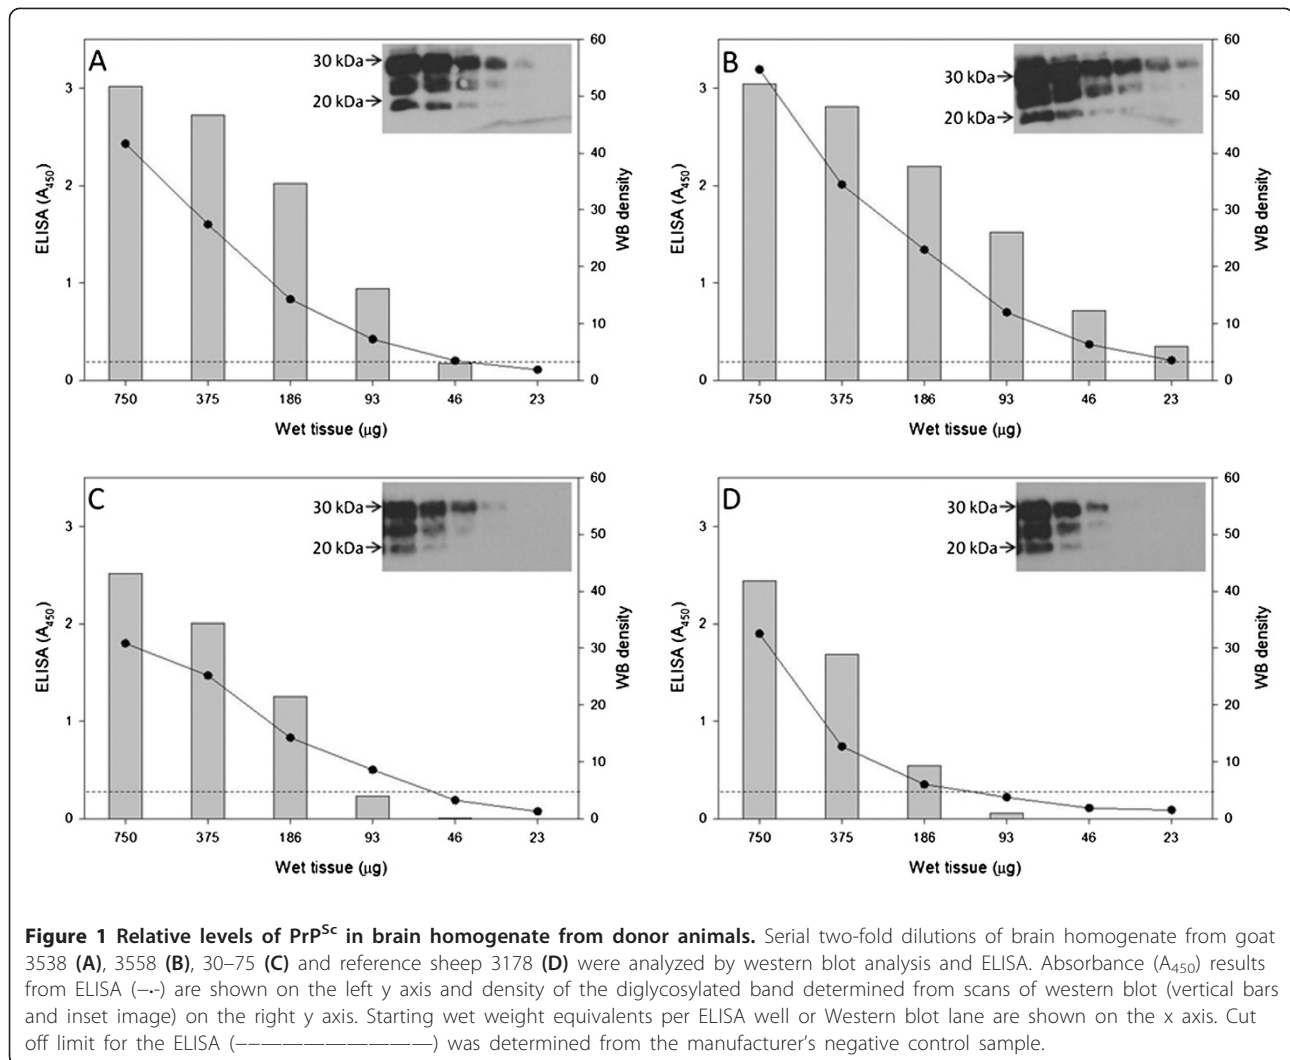 A
30 kDa
20 kDa
ELISA (A450)
WB density
3
2
1
0
60
50
40
30
20
10
0
750 375 186 93 46 23
Wet tissue (µg)
B
30 kDa
20 kDa
ELISA (A450)
WB density
3
2
1
0
60
50
40
30
20
10
0
750 375 186 93 46 23
Wet tissue (µg)
C
30 kDa
20 kDa
ELISA (A450)
WB density
3
2
1
0
60
50
40
30
20
10
0
750 375 186 93 46 23
Wet tissue (µg)
D
30 kDa
20 kDa
ELISA (A450)
WB density
3
2
1
0
60
50
40
30
20
10
0
750 375 186 93 46 23
Wet tissue (µg)
Figure 1 Relative levels of PrPSc in brain homogenate from donor animals. Serial two-fold dilutions of brain homogenate from goat
3538 (A), 3558 (B), 30–75 (C) and reference sheep 3178 (D) were analyzed by western blot analysis and ELISA. Absorbance (A450) results
from ELISA (–·-) are shown on the left y axis and density of the diglycosylated band determined from scans of western blot (vertical bars
and inset image) on the right y axis. Starting wet weight equivalents per ELISA well or Western blot lane are shown on the x axis. Cut
off limit for the ELISA (––—————————) was determined from the manufacturer's negative control sample.